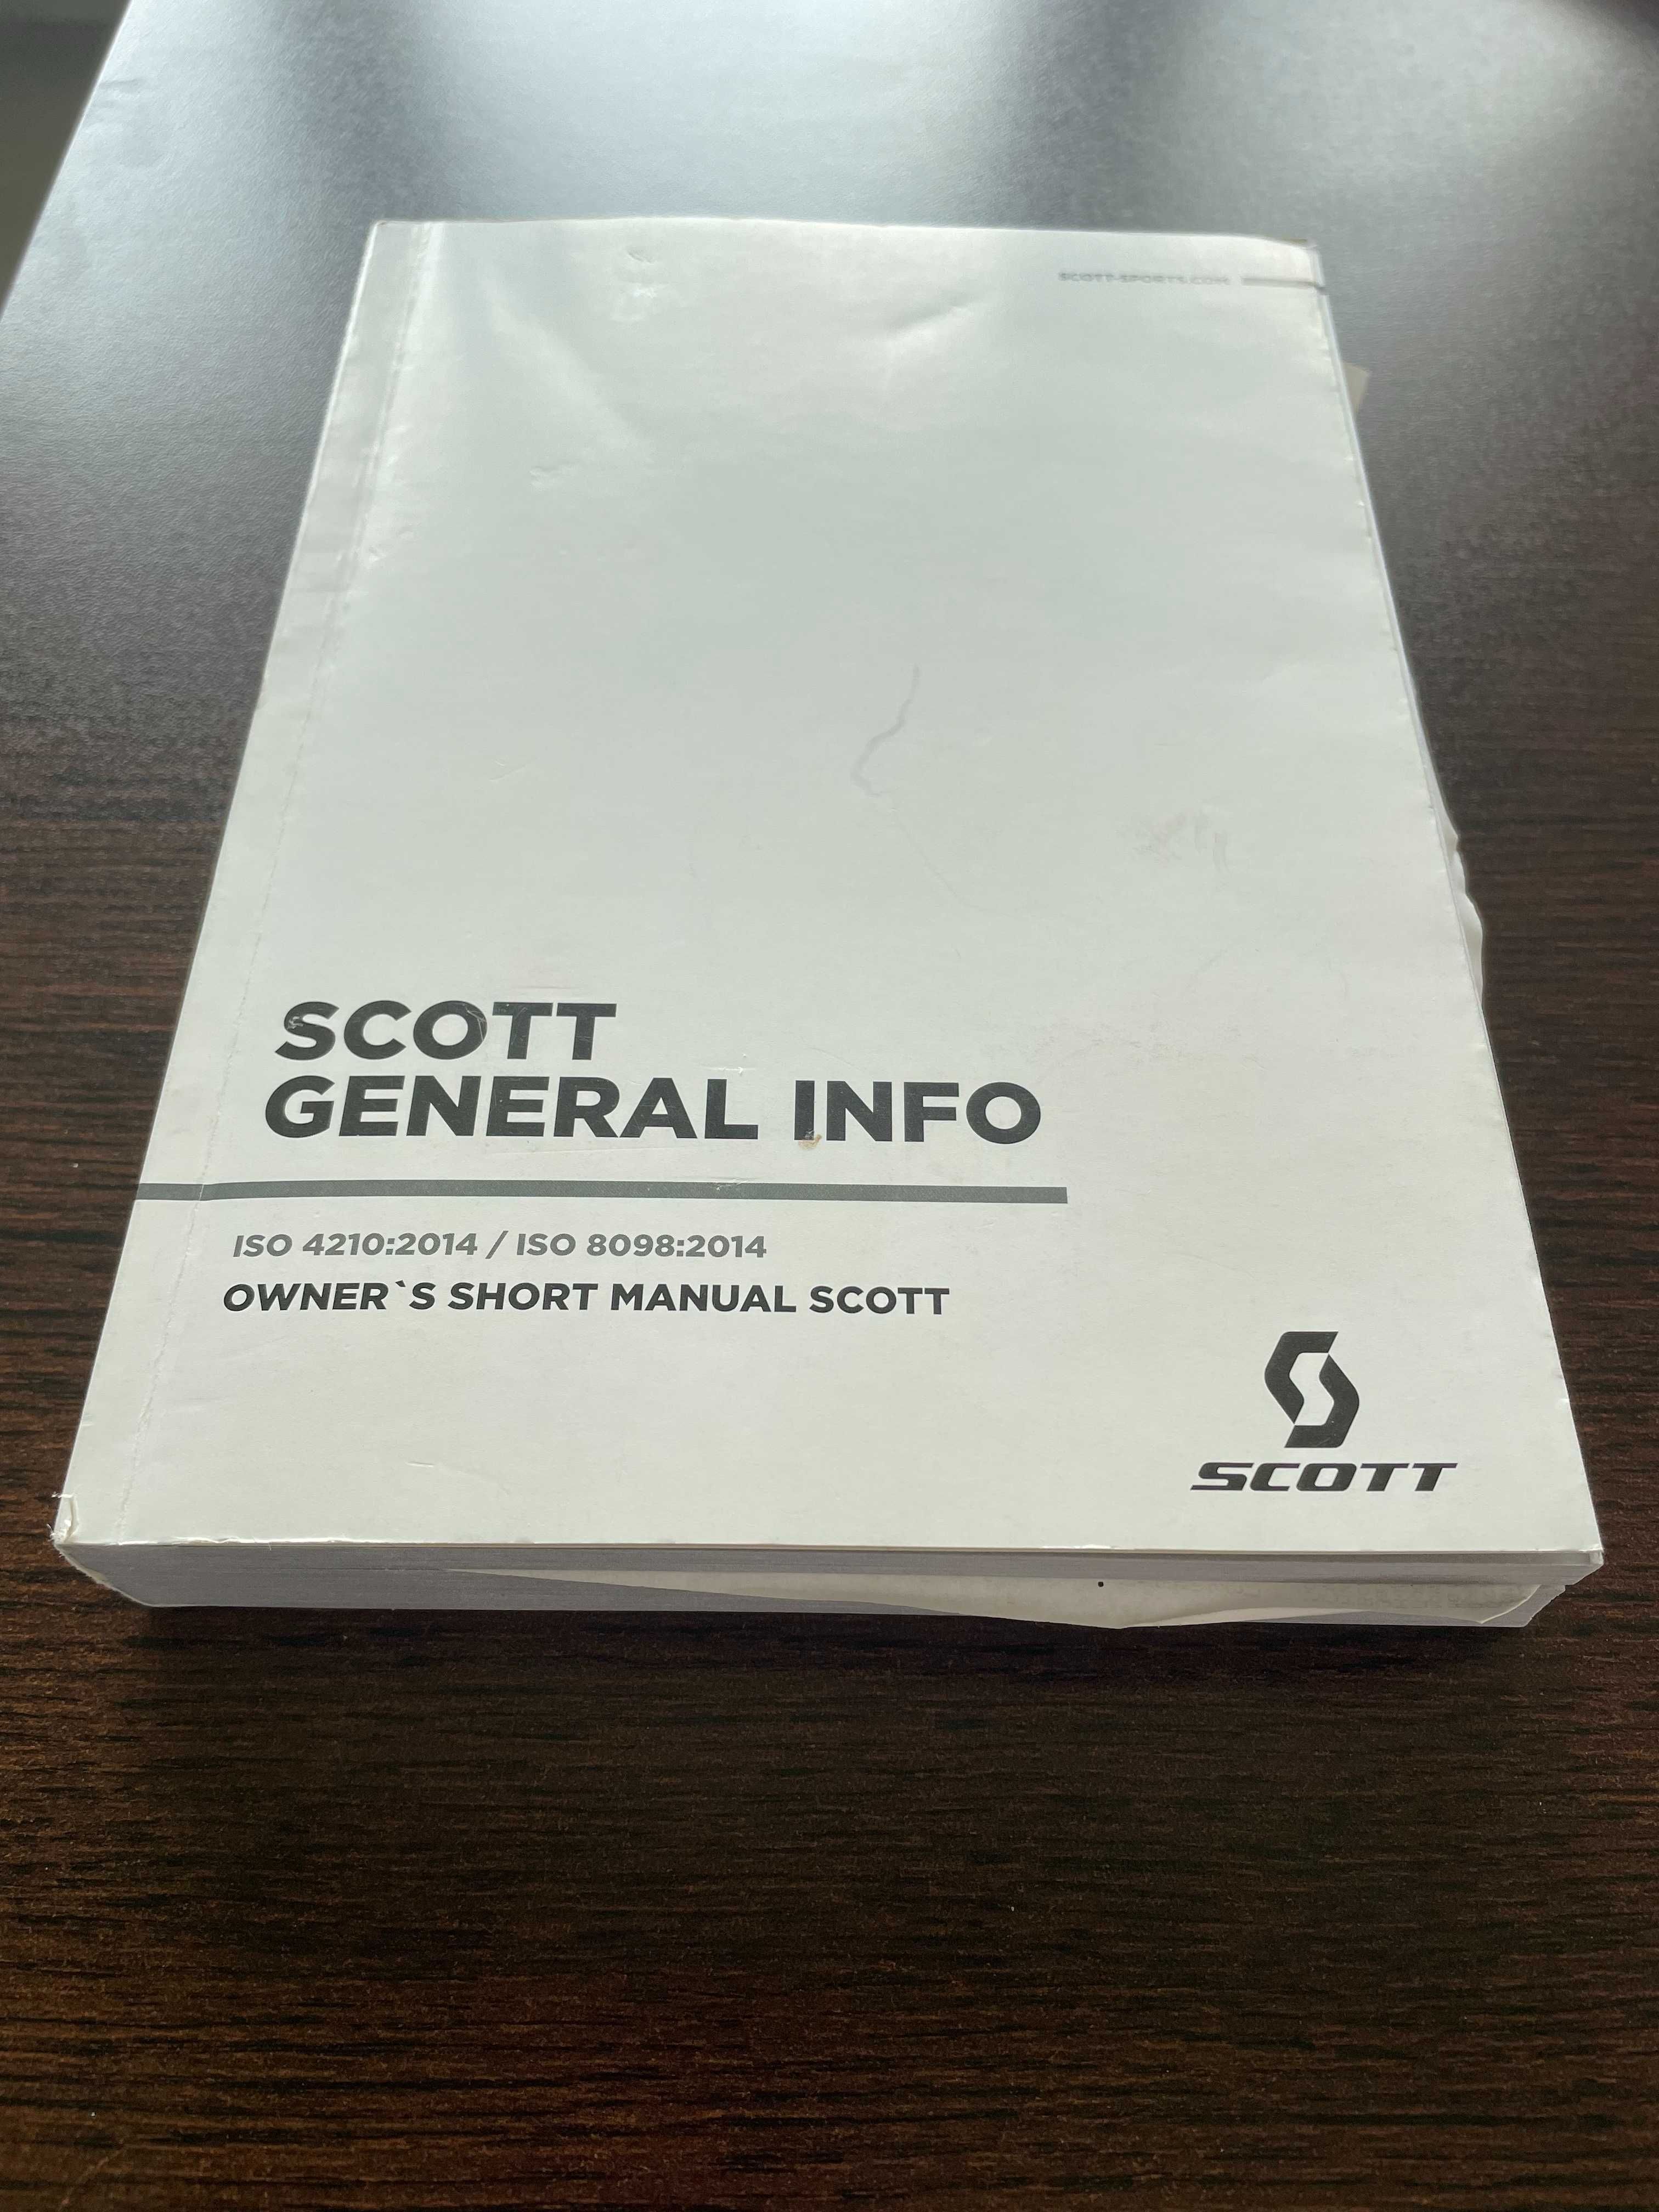 SCOTT-SPORTS.COM
SCOTT
GENERAL INFO
ISO 4210:2014 / ISO 8098:2014
OWNER`S SHORT MANUAL SCOTT
SCOTT